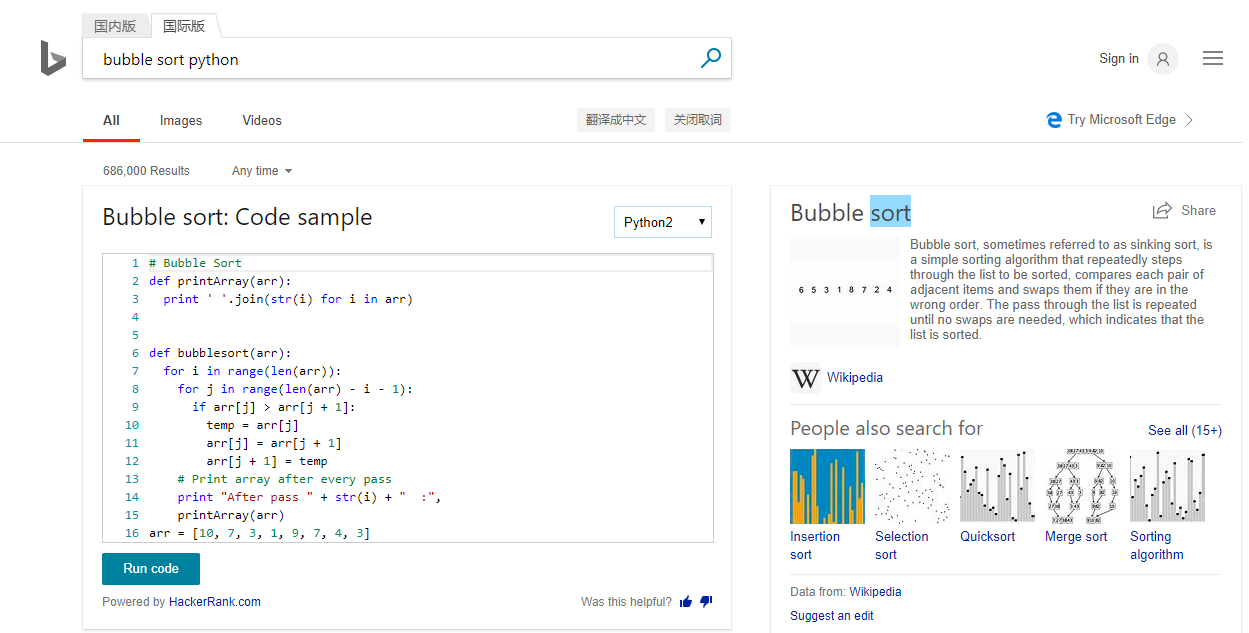 国内版 国际版
bubble sort python
Sign in
All Images Videos 翻译成中文 关闭取词 Try Microsoft Edge
686,000 Results Any time
Bubble sort: Code sample
Python2
1 # Bubble Sort
2 def printArray(arr):
3   print ' '.join(str(i) for i in arr)
4
5
6 def bubblesort(arr):
7   for i in range(len(arr)):
8     for j in range(len(arr) - i - 1):
9       if arr[j] > arr[j + 1]:
10         temp = arr[j]
11         arr[j] = arr[j + 1]
12         arr[j + 1] = temp
13     # Print array after every pass
14     print "After pass " + str(i) + "  :",
15     printArray(arr)
16 arr = [10, 7, 3, 1, 9, 7, 4, 3]
Run code
Powered by HackerRank.com Was this helpful?
Bubble sort
Share
6 5 3 1 8 7 2 4
Bubble sort, sometimes referred to as sinking sort, is
a simple sorting algorithm that repeatedly steps
through the list to be sorted, compares each pair of
adjacent items and swaps them if they are in the
wrong order. The pass through the list is repeated
until no swaps are needed, which indicates that the
list is sorted.
W Wikipedia
People also search for See all (15+)
Insertion sort
Selection sort
Quicksort
Merge sort
Sorting algorithm
Data from: Wikipedia
Suggest an edit